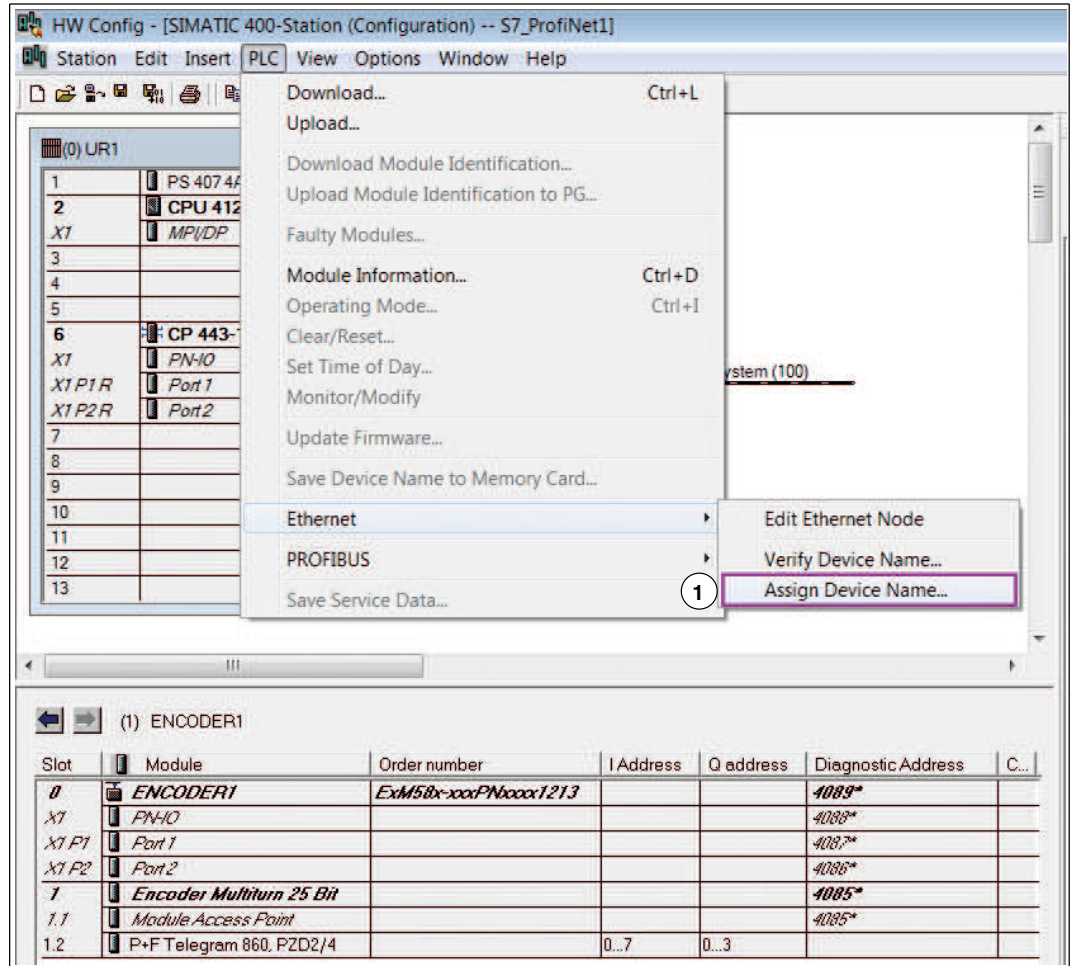 HW Config - [SIMATIC 400-Station (Configuration) -- S7_ProfiNet1]
Station Edit Insert PLC View Options Window Help
Download... Ctrl+L
Upload...
Download Module Identification...
Upload Module Identification to PG...
Faulty Modules...
Module Information... Ctrl+D
Operating Mode... Ctrl+I
Clear/Reset...
Set Time of Day...
Monitor/Modify
Update Firmware...
Save Device Name to Memory Card...
Ethernet
PROFIBUS
Save Service Data...
Edit Ethernet Node
Verify Device Name...
1 Assign Device Name...
(0) UR1
1 PS 407 4A
2 CPU 412
X1 MPI/DP
3
4
5
6 CP 443-1
X1 PN-IO
X1 P1 R Port 1
X1 P2 R Port 2
7
8
9
10
11
12
13
ystem (100)
(1) ENCODER1
Slot Module Order number I Address Q address Diagnostic Address C...
0 ENCODER1 ExM58x-xxxPNxxxx1213 4089*
X1 PN-IO 4088*
X1 P1 Port 1 4087*
X1 P2 Port 2 4086*
1 Encoder Multiturn 25 Bit 4085*
1.1 Module Access Point 4085*
1.2 P+F Telegram 860, PZD2/4 0...7 0...3